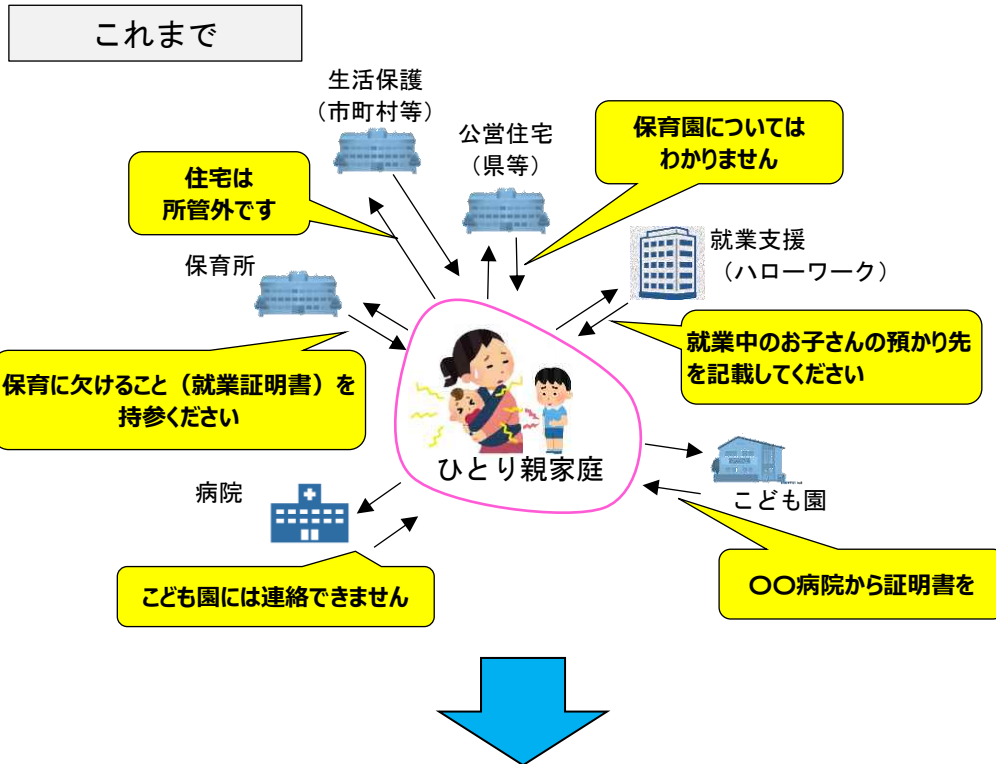 これまで
生活保護
（市町村等）
公営住宅
（県等）
保育園については
わかりません
住宅は
所管外です
保育所
就業支援
（ハローワーク）
就業中のお子さんの預かり先
を記載してください
保育に欠けること（就業証明書）を
持参ください
ひとり親家庭
病院
こども園
こども園には連絡できません
〇〇病院から証明書を